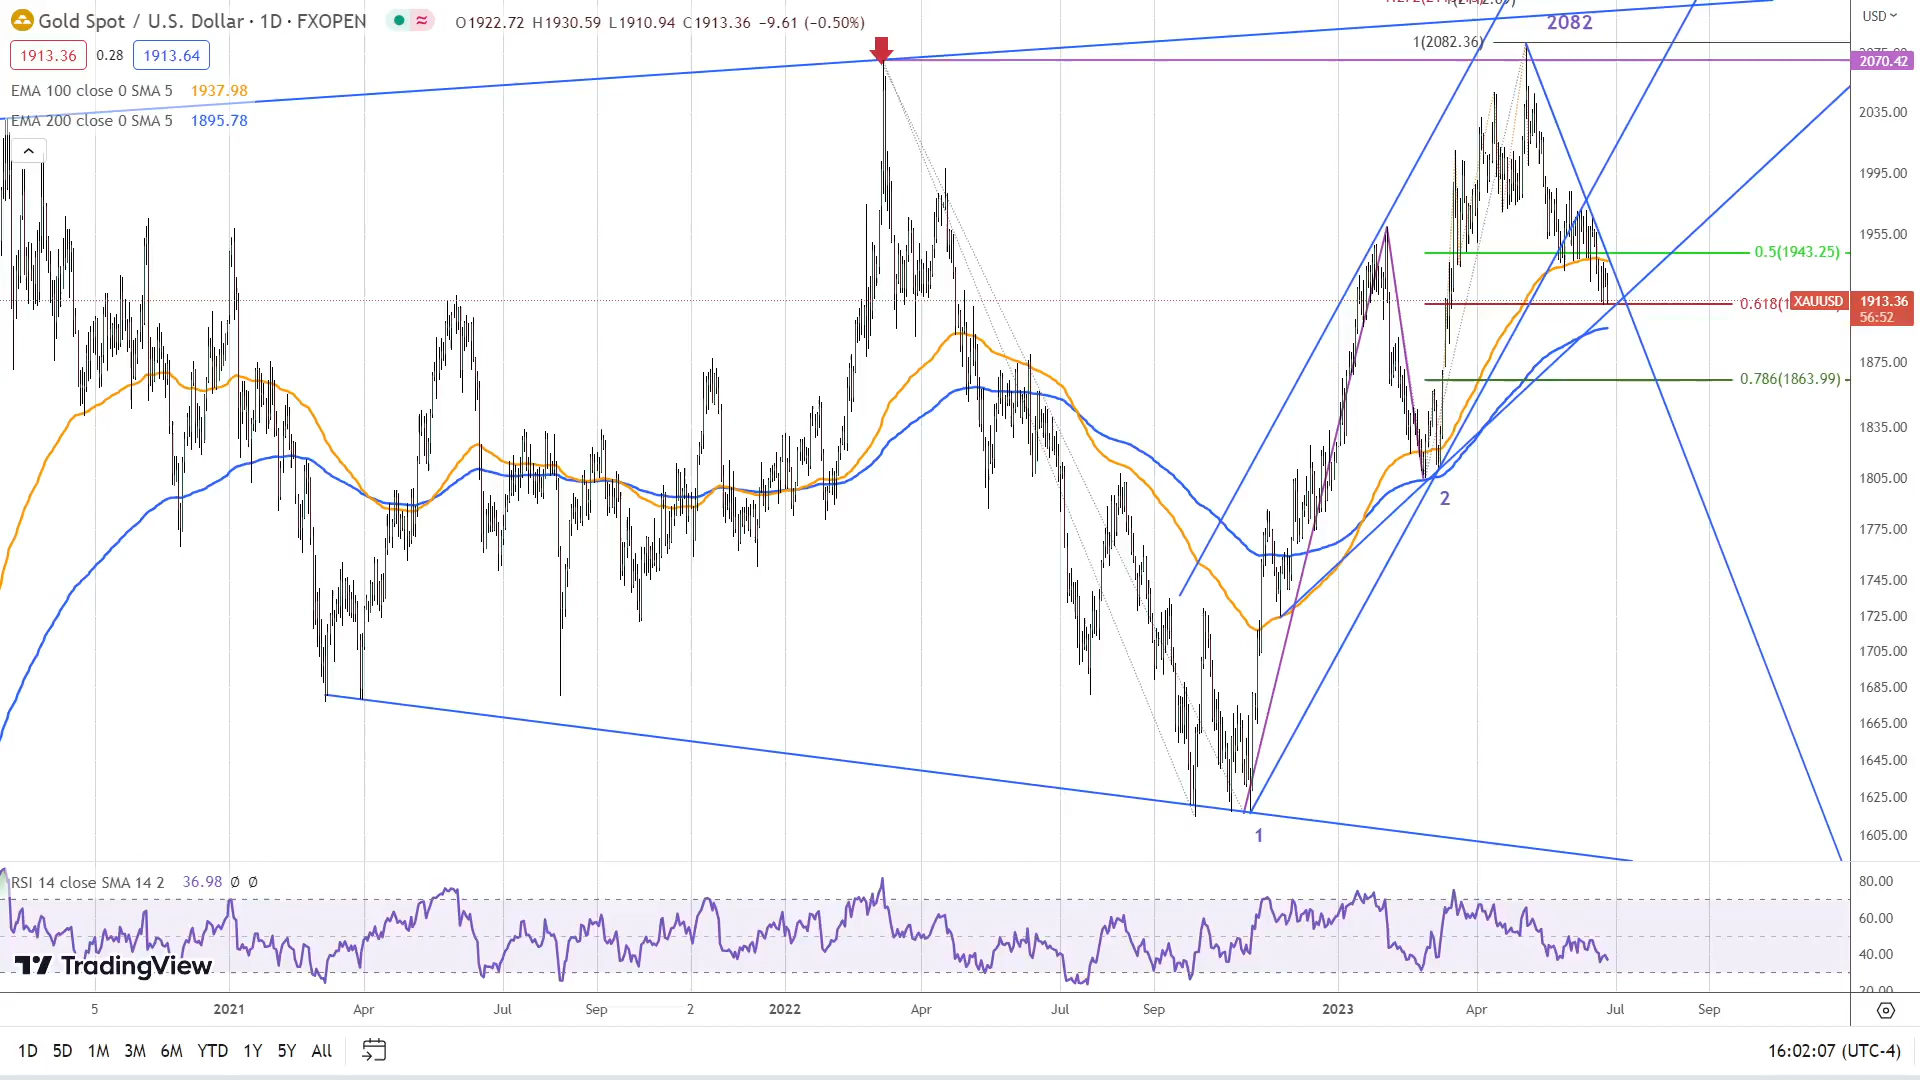 Gold Spot / U.S. Dollar · 1D · FXOPEN
O1922.72 H1930.59 L1910.94 C1913.36 −9.61 (−0.50%)
USD
1913.36 0.28 1913.64
EMA 100 close 0 SMA 5 1937.98
EMA 200 close 0 SMA 5 1895.78
2082
1(2082.36)
2070.42
2035.00
1995.00
1955.00
0.5(1943.25)
0.618(1
XAUUSD 1913.36
56:52
1875.00
0.786(1863.99)
1835.00
1805.00
2
1775.00
1745.00
1725.00
1705.00
1685.00
1665.00
1645.00
1625.00
1605.00
1
RSI 14 close SMA 14 2 36.98 Ø Ø
80.00
60.00
40.00
20.00
TradingView
5 2021 Apr Jul Sep 2 2022 Apr Jul Sep 2023 Apr Jul Sep
1D 5D 1M 3M 6M YTD 1Y 5Y All
16:02:07 (UTC-4)